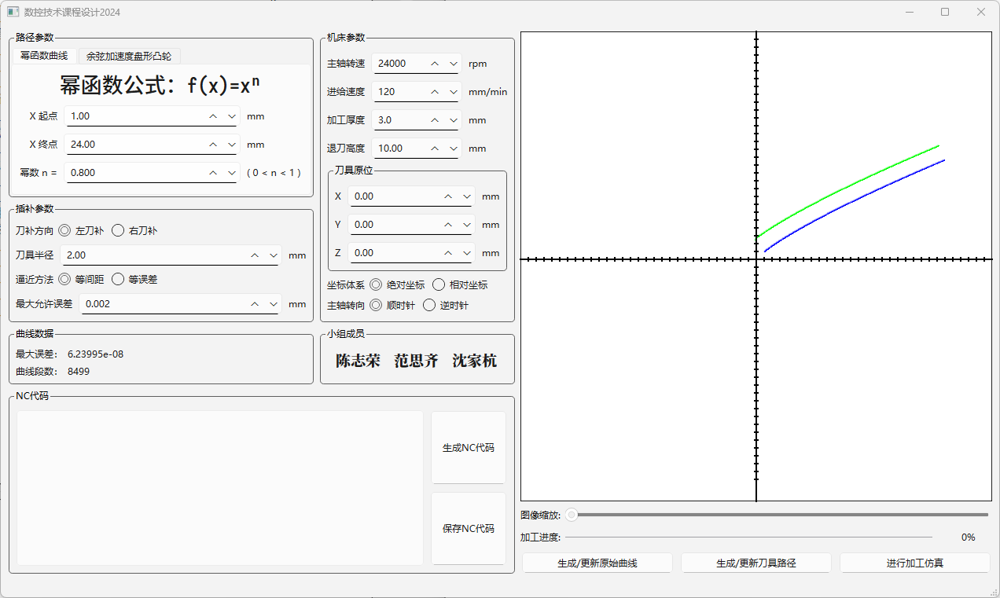 数控技术课程设计2024
路径参数
幂函数曲线 余弦加速度盘形凸轮
幂函数公式：f(x)=xⁿ
X 起点 1.00 mm
X 终点 24.00 mm
幂数 n = 0.800 ( 0 < n < 1 )
插补参数
刀补方向 左刀补 右刀补
刀具半径 2.00 mm
逼近方法 等间距 等误差
最大允许误差 0.002 mm
曲线数据
最大误差: 6.23995e-08
曲线段数: 8499
机床参数
主轴转速 24000 rpm
进给速度 120 mm/min
加工厚度 3.0 mm
退刀高度 10.00 mm
刀具原位
X 0.00 mm
Y 0.00 mm
Z 0.00 mm
坐标体系 绝对坐标 相对坐标
主轴转向 顺时针 逆时针
小组成员
陈志荣 范思齐 沈家杭
NC代码
生成NC代码
保存NC代码
图像缩放:
加工进度: 0%
生成/更新原始曲线 生成/更新刀具路径 进行加工仿真